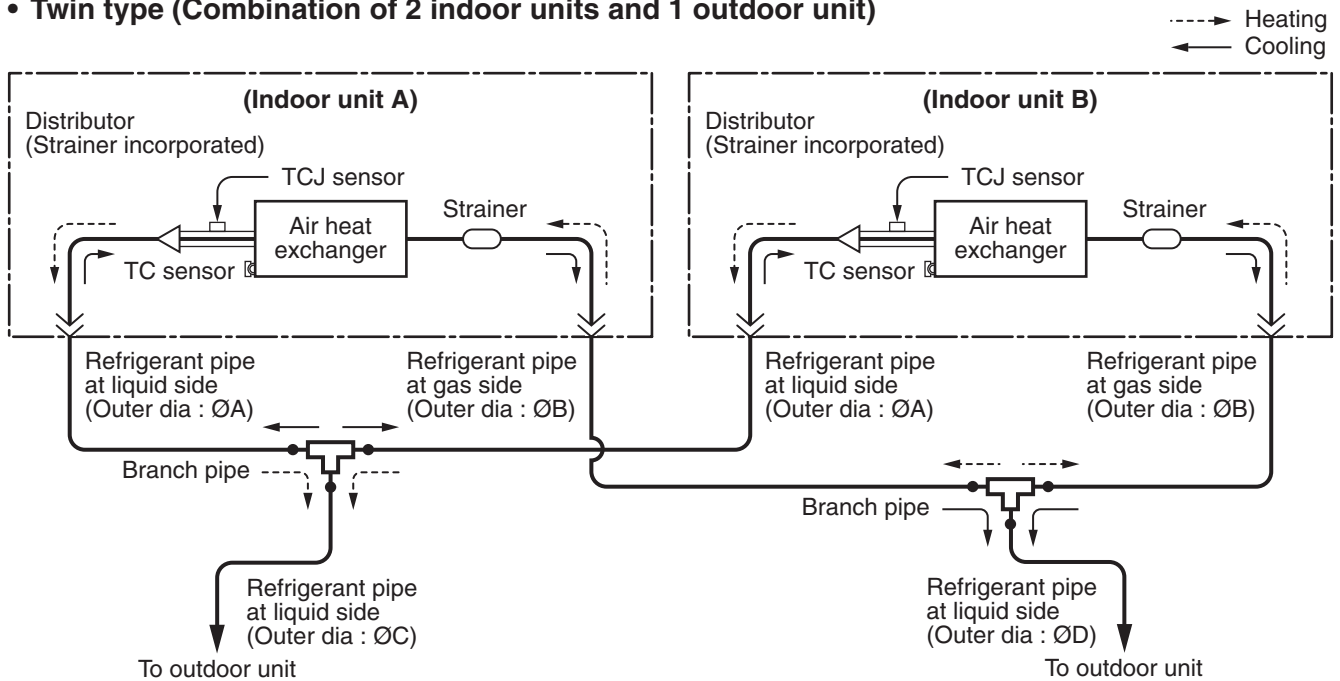 • Twin type (Combination of 2 indoor units and 1 outdoor unit)
Heating
Cooling
(Indoor unit A)
Distributor
(Strainer incorporated)
TCJ sensor
Air heat
exchanger
Strainer
TC sensor
(Indoor unit B)
Distributor
(Strainer incorporated)
TCJ sensor
Air heat
exchanger
Strainer
TC sensor
Refrigerant pipe
at liquid side
(Outer dia : ØA)
Refrigerant pipe
at gas side
(Outer dia : ØB)
Refrigerant pipe
at liquid side
(Outer dia : ØA)
Refrigerant pipe
at gas side
(Outer dia : ØB)
Branch pipe
Branch pipe
Refrigerant pipe
at liquid side
(Outer dia : ØC)
To outdoor unit
Refrigerant pipe
at liquid side
(Outer dia : ØD)
To outdoor unit